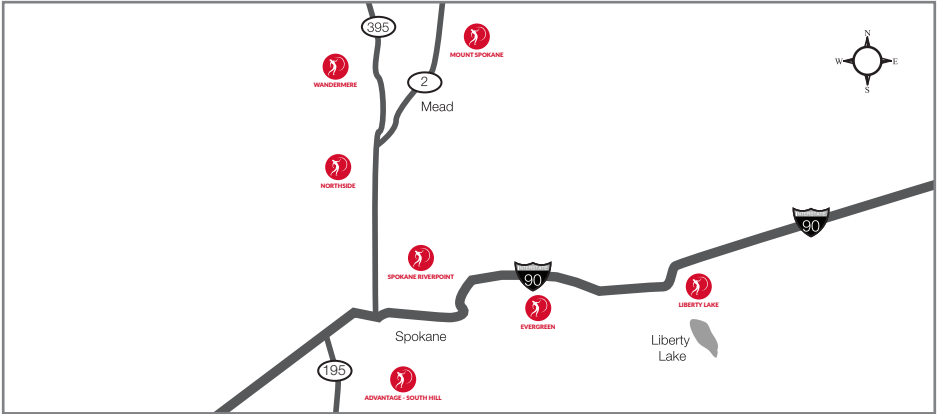 395
MOUNT SPOKANE
N
W
E
S
WANDERMERE
2
Mead
NORTHSIDE
90
SPOKANE RIVERPOINT
90
LIBERTY LAKE
EVERGREEN
Spokane
Liberty
Lake
195
ADVANTAGE - SOUTH HILL